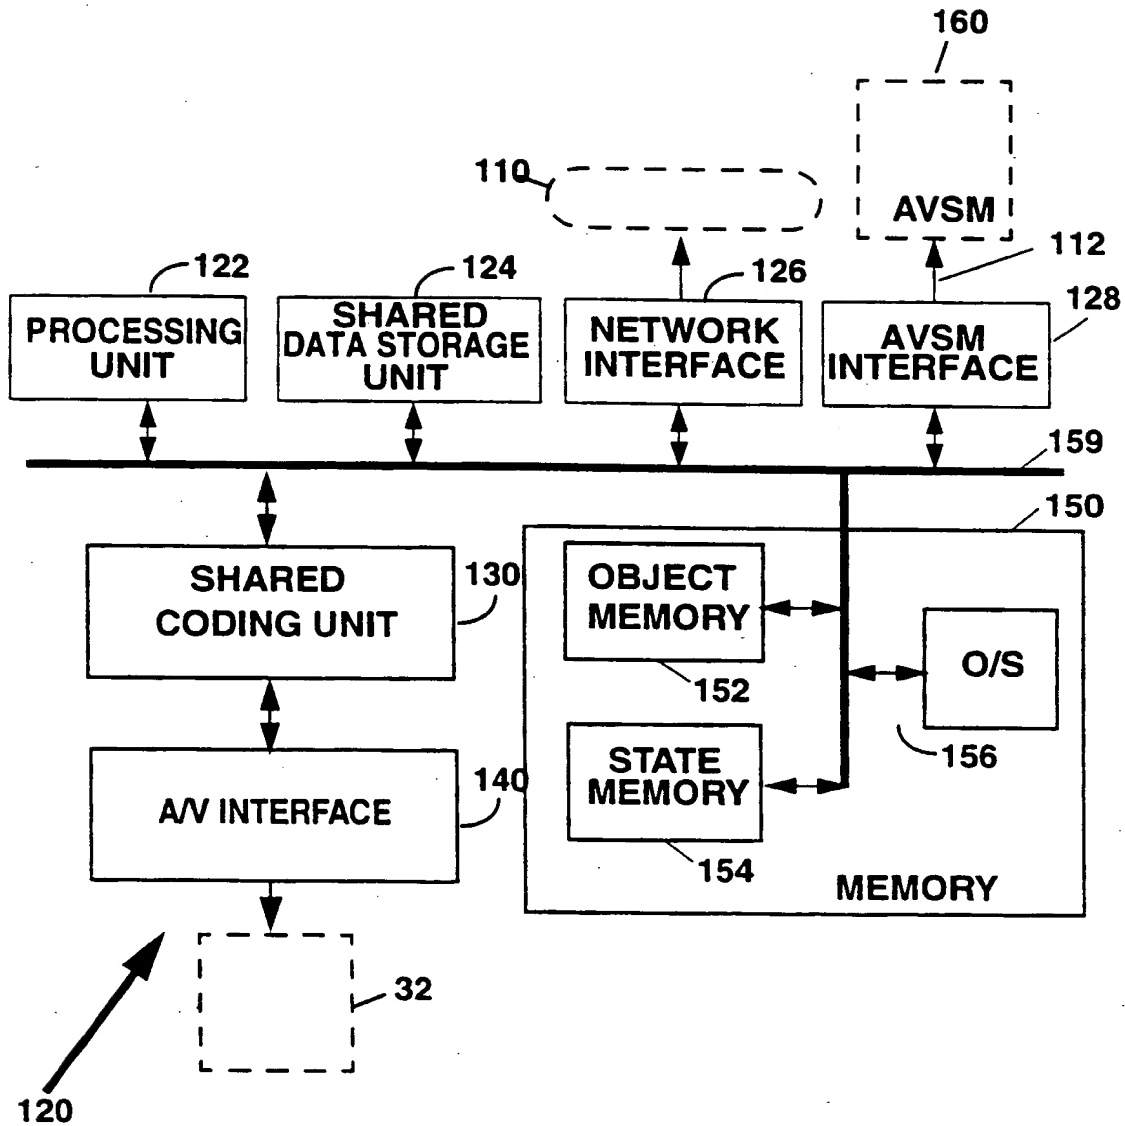 160
110
AVSM
112
122
124
126
128
PROCESSING
UNIT
SHARED
DATA STORAGE
UNIT
NETWORK
INTERFACE
AVSM
INTERFACE
159
150
SHARED
CODING UNIT
130
OBJECT
MEMORY
152
O/S
156
STATE
MEMORY
154
A/V INTERFACE
140
MEMORY
32
120